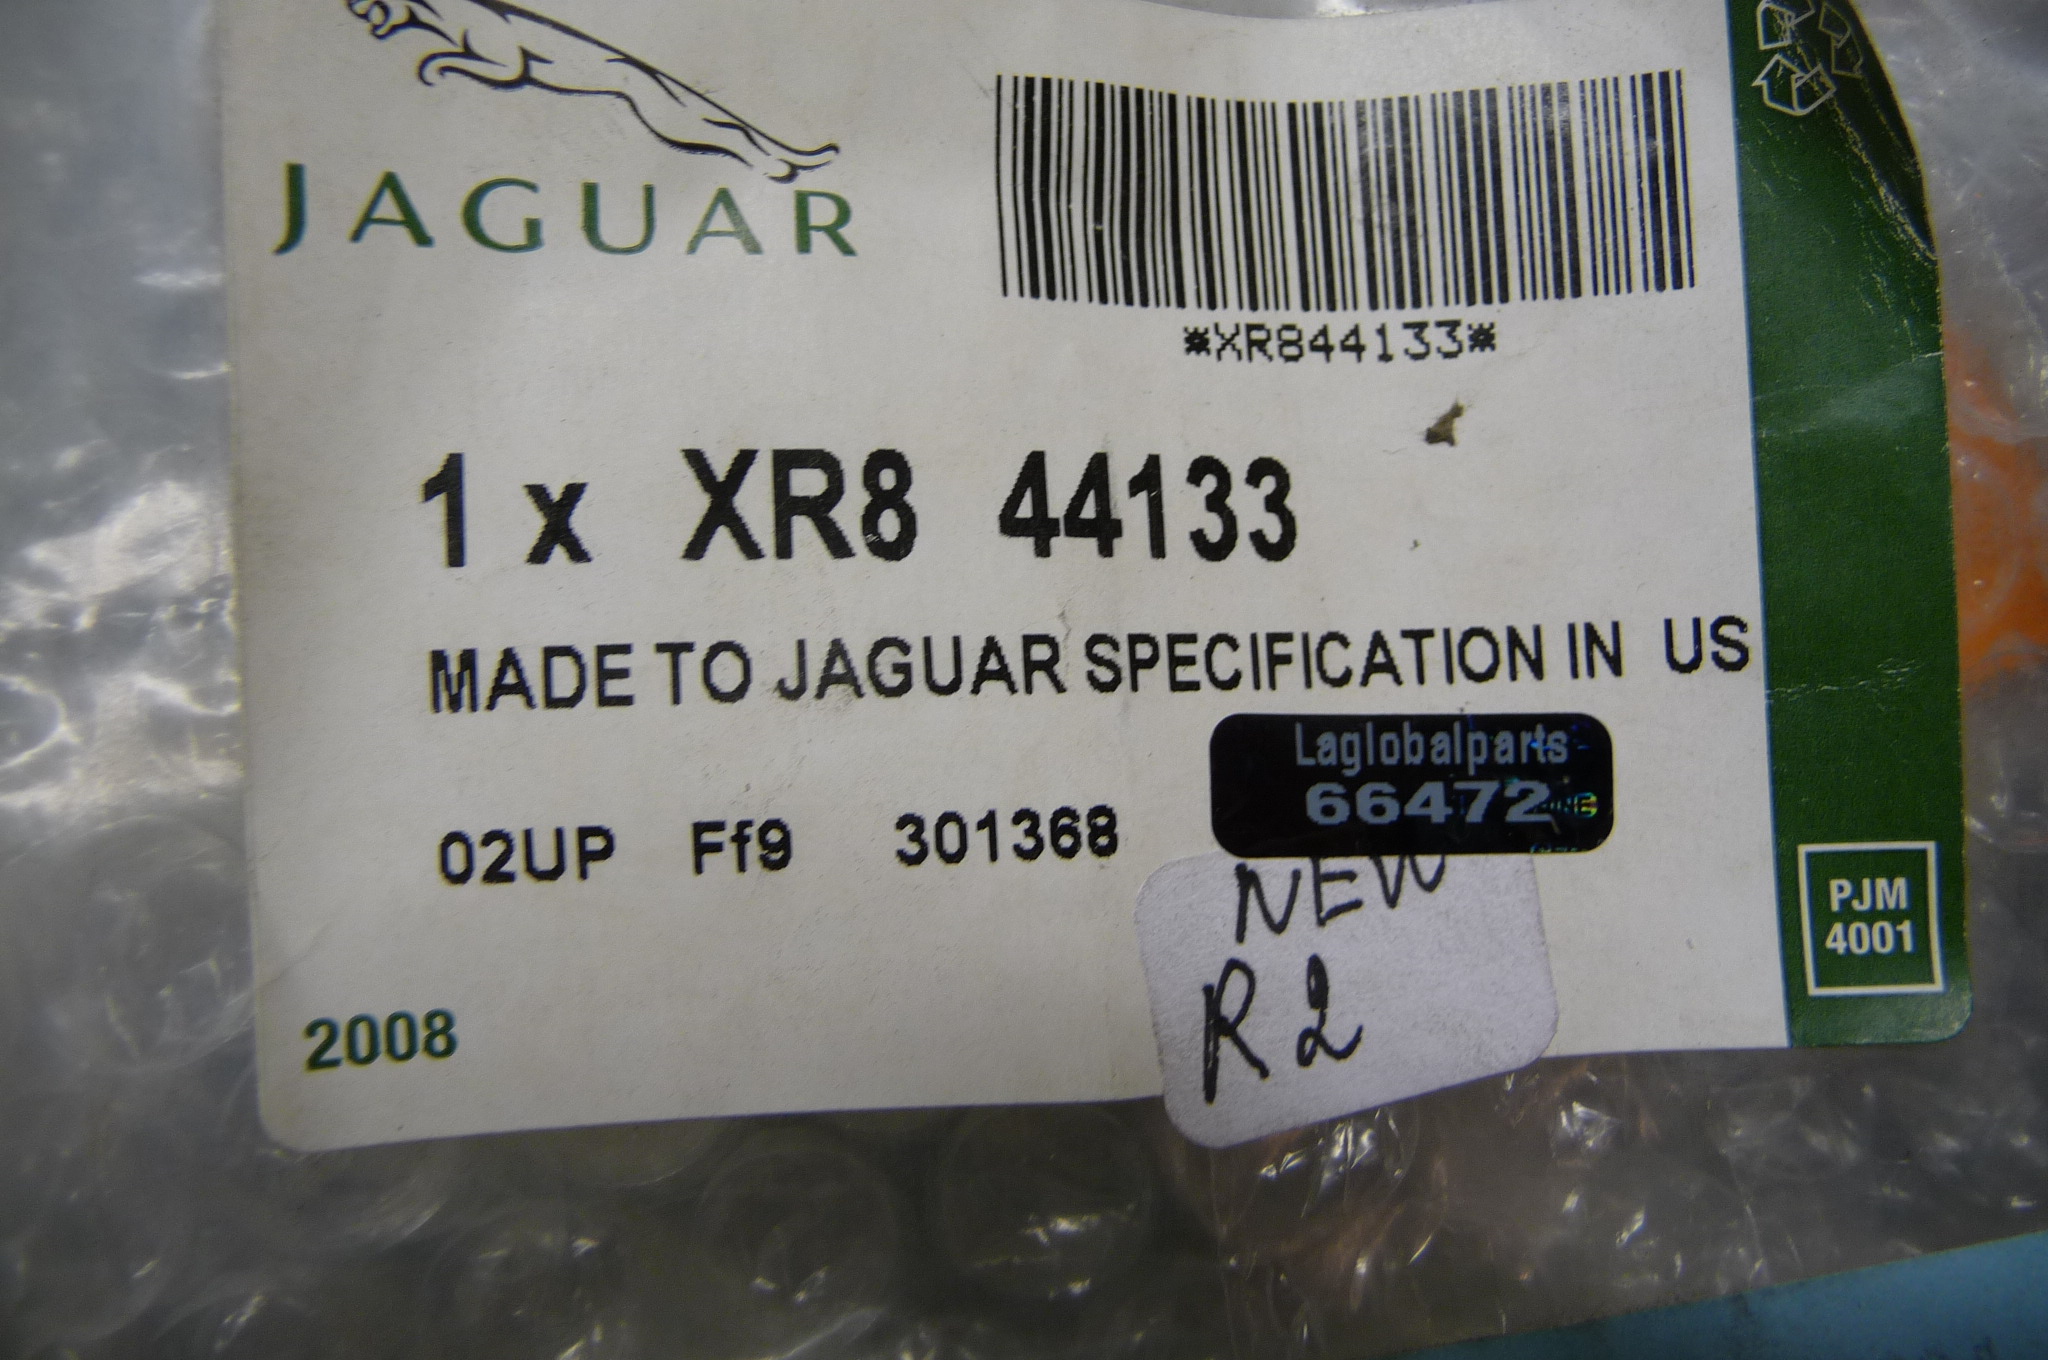 JAGUAR
*XR844133*
1 x XR8 44133
MADE TO JAGUAR SPECIFICATION IN US
Laglobalparts
66472
02UP Ff9 301368
NEW
R2
PJM
4001
2008